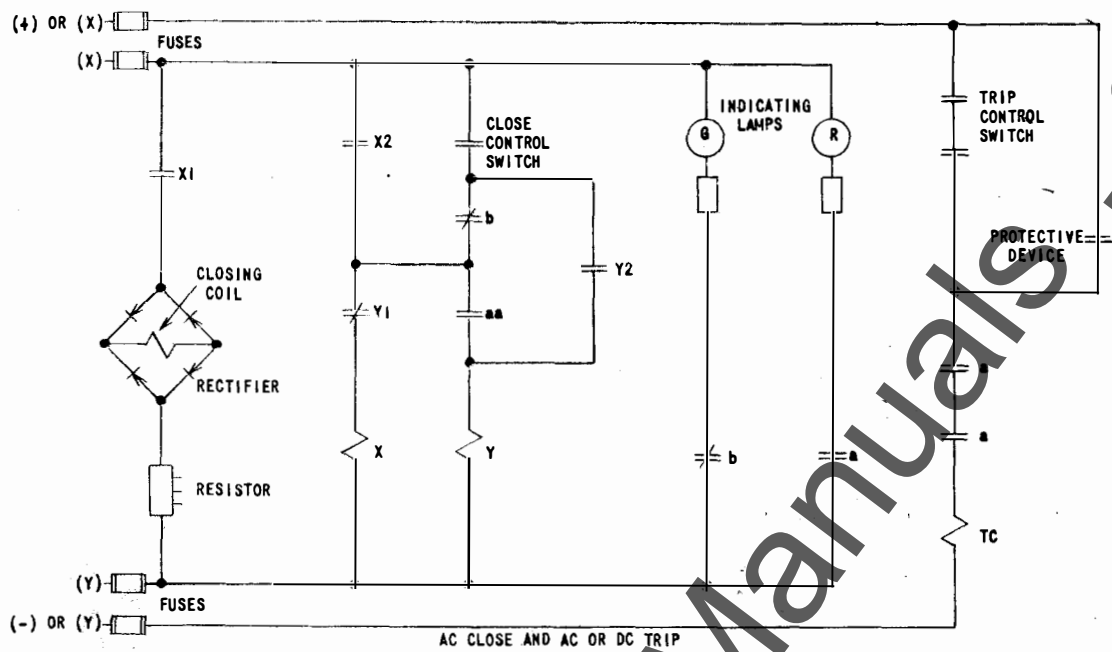 (+) OR (X)
FUSES
(X)
X1
X2
CLOSE
CONTROL
SWITCH
INDICATING
LAMPS
G
R
TRIP
CONTROL
SWITCH
b
PROTECTIVE
DEVICE
Y2
CLOSING
COIL
Y1
aa
RECTIFIER
a
a
X
Y
b
a
RESISTOR
TC
(Y)
FUSES
(-) OR (Y)
AC CLOSE AND AC OR DC TRIP
Manuals